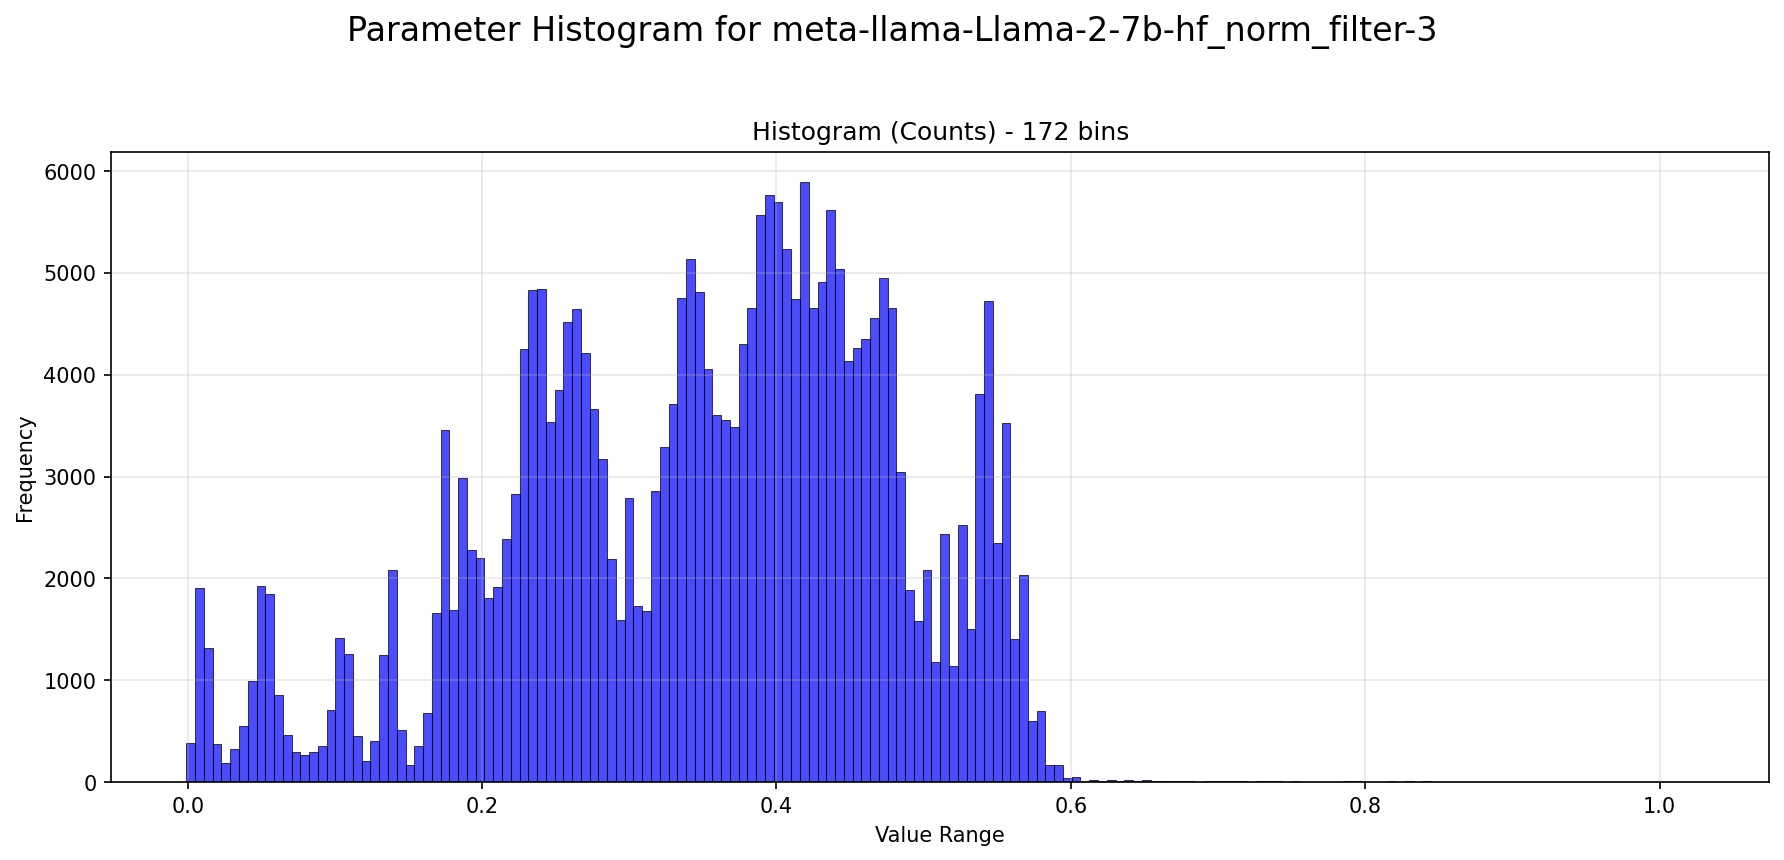 Parameter Histogram for meta-llama-Llama-2-7b-hf_norm_filter-3
Histogram (Counts) - 172 bins
6000
5000
4000
3000
2000
1000
0
Frequency
0.0 0.2 0.4 0.6 0.8 1.0
Value Range